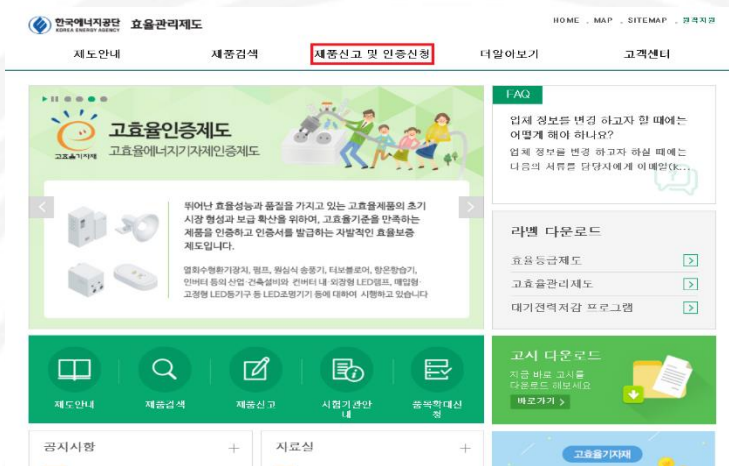 한국에너지공단 효율관리제도
KOREA ENERGY AGENCY
HOME . MAP . SITEMAP . 원격지원
제도안내 제품검색 제품신고 및 인증신청 더알아보기 고객센터
고효율기자재
고효율인증제도
고효율에너지기자재인증제도
뛰어난 효율성능과 품질을 가지고 있는 고효율제품의 초기
시장 형성과 보급 확산을 위하여, 고효율기준을 만족하는
제품을 인증하고 인증서를 발급하는 자발적인 효율보증
제도입니다.
열회수형환기장치, 펌프, 원심식 송풍기, 터보블로어, 항온항습기,
인버터 등의 산업·건축설비와 컨버터 내·외장형 LED램프, 매입형·
고정형 LED등기구 등 LED조명기기 등에 대하여 시행하고 있습니다
FAQ
업체 정보를 변경 하고자 할 때에는
어떻게 해야 하나요?
업체 정보를 변경 하고자 하실 때에는
다음의 서류를 담당자에게 이메일(k...
라벨 다운로드
효율등급제도
고효율관리제도
대기전력저감 프로그램
제도안내
제품검색
제품신고
시험기관안
내
품목확대신
청
고시 다운로드
지금 바로 고시를
다운로드 해보세요
바로가기 >
공지사항 +
자료실 +
고효율기자재